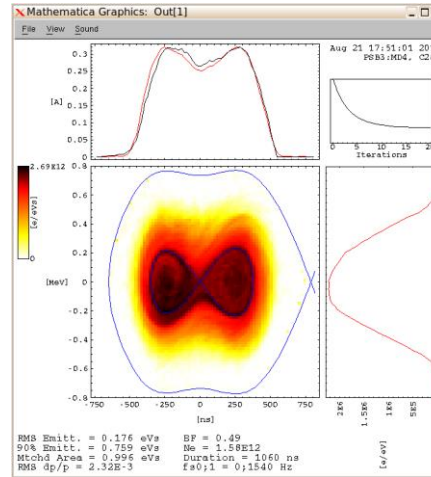 Mathematica Graphics: Out[1]
File View Sound
Aug 21 17:51:01 20
PSB3:MD4, C2
0.3
0.25
0.2
[A]
0.15
0.1
0.05
0
0 5 10 15 20
Iterations
2.69E12
[e/eVs]
0
0.8
0.6
0.4
0.2
[MeV] 0
-0.2
-0.4
-0.6
-0.8
-750 -500 -250 0 250 500 750
[ns]
2E6
1.5E6
1E6
5E5
[e/eV]
RMS Emitt. = 0.176 eVs BF = 0.49
90% Emitt. = 0.759 eVs Ne = 1.58E12
Mtchd Area = 0.996 eVs Duration = 1060 ns
RMS dp/p = 2.32E-3 fs0;1 = 0;1540 Hz